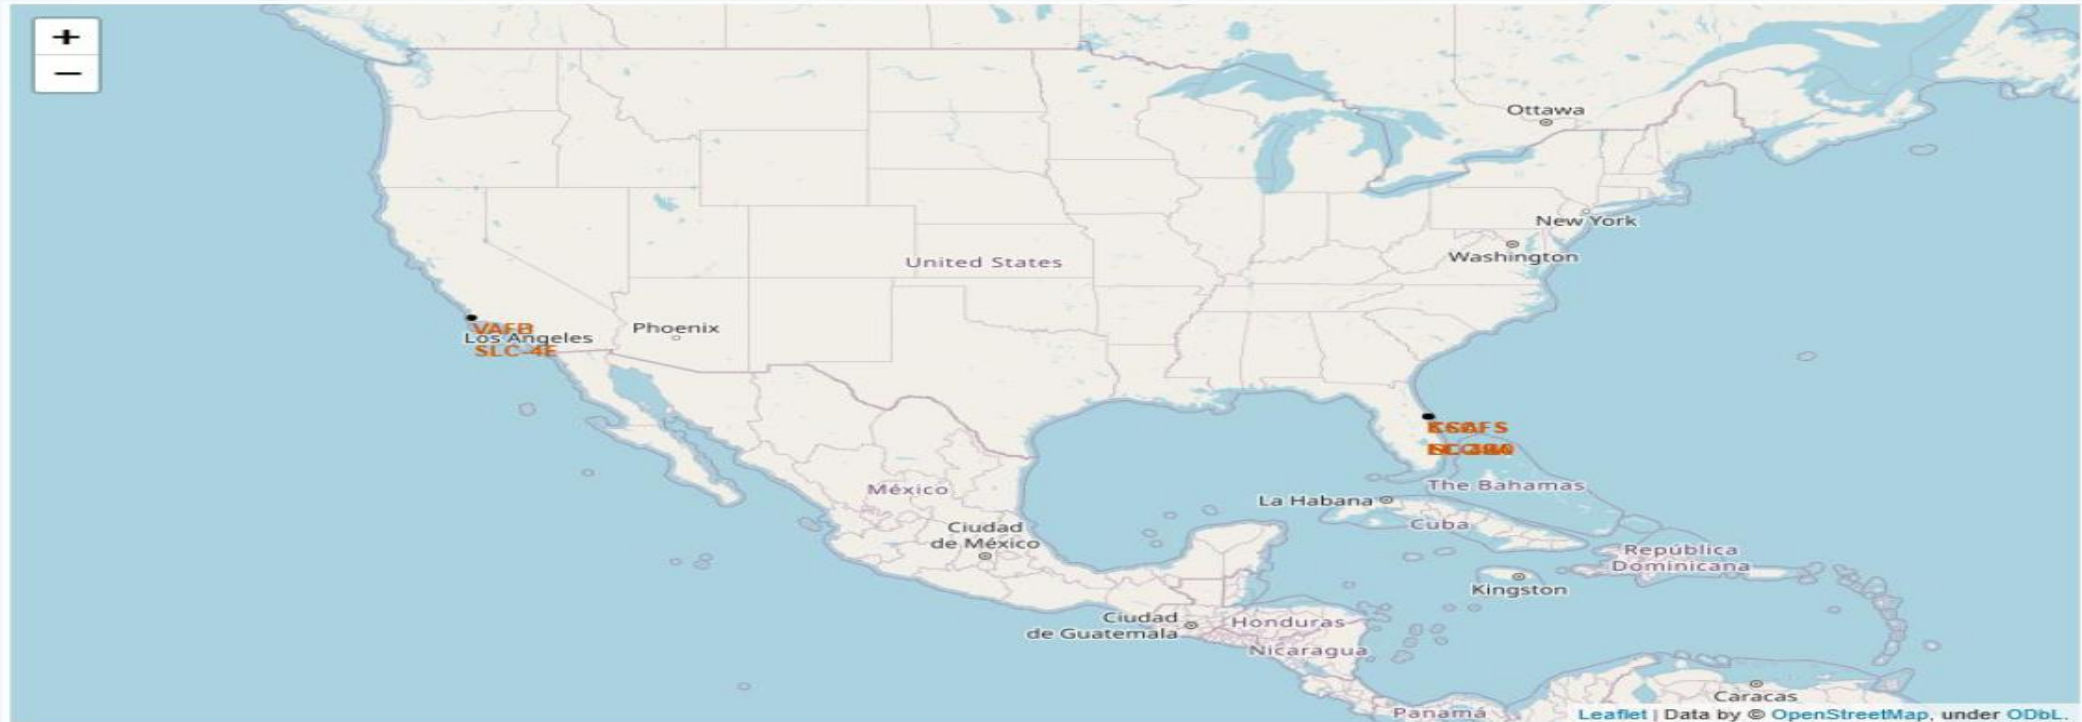 +
−
Ottawa
New York
Washington
United States
VAFB
Los Angeles
SLC-4E
Phoenix
México
Ciudad
de México
La Habana
The Bahamas
Cuba
República
Dominicana
Kingston
Ciudad
de Guatemala
Honduras
Nicaragua
Caracas
Panamá
Leaflet | Data by © OpenStreetMap, under ODbL.